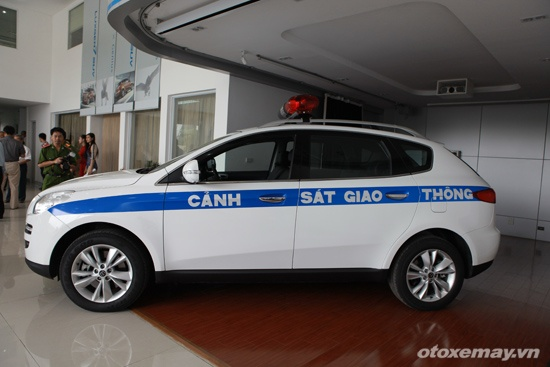 CẢNH SÁT GIAO THÔNG
otoxemay.vn